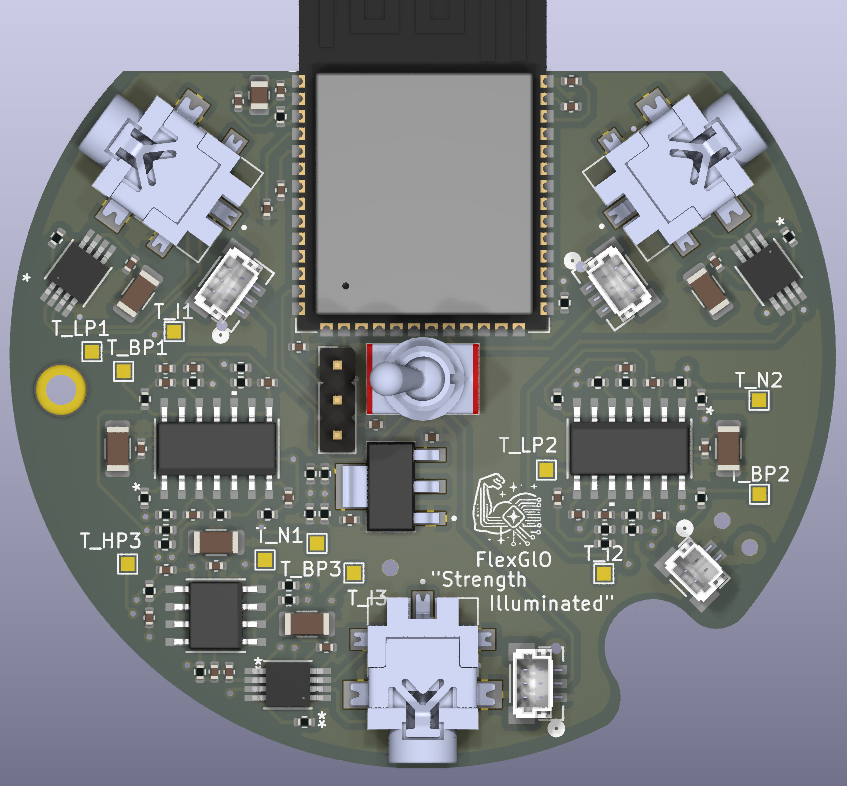 T_I1
T_LP1
T_BP1
T_N2
T_LP2
T_BP2
T_HP3
T_N1
T_BP3
T_I2
T_I3
FlexGlO
"Strength
Illuminated"